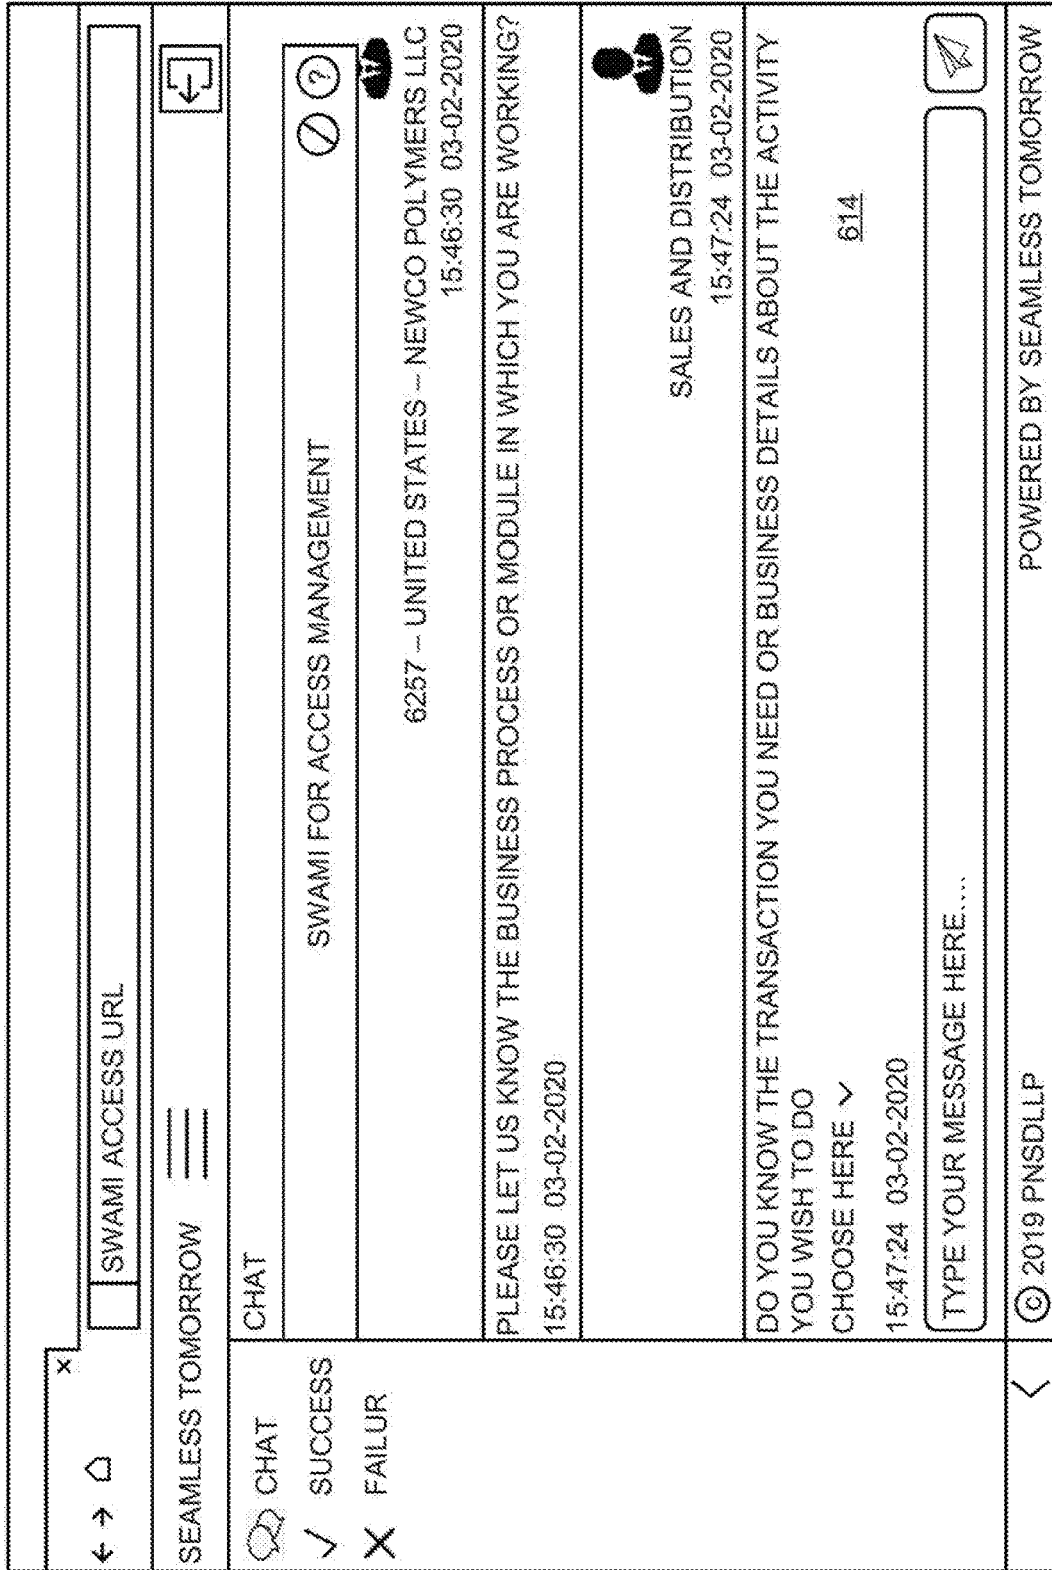 ×
SWAMI ACCESS URL
SEAMLESS TOMORROW
CHAT
SUCCESS
FAILUR
CHAT
SWAMI FOR ACCESS MANAGEMENT
?
6257 – UNITED STATES – NEWCO POLYMERS LLC
15:46:30 03-02-2020
PLEASE LET US KNOW THE BUSINESS PROCESS OR MODULE IN WHICH YOU ARE WORKING?
15:46:30 03-02-2020
SALES AND DISTRIBUTION
15:47:24 03-02-2020
DO YOU KNOW THE TRANSACTION YOU NEED OR BUSINESS DETAILS ABOUT THE ACTIVITY
YOU WISH TO DO
CHOOSE HERE
614
15:47:24 03-02-2020
TYPE YOUR MESSAGE HERE....
© 2019 PNSDLLP
POWERED BY SEAMLESS TOMORROW